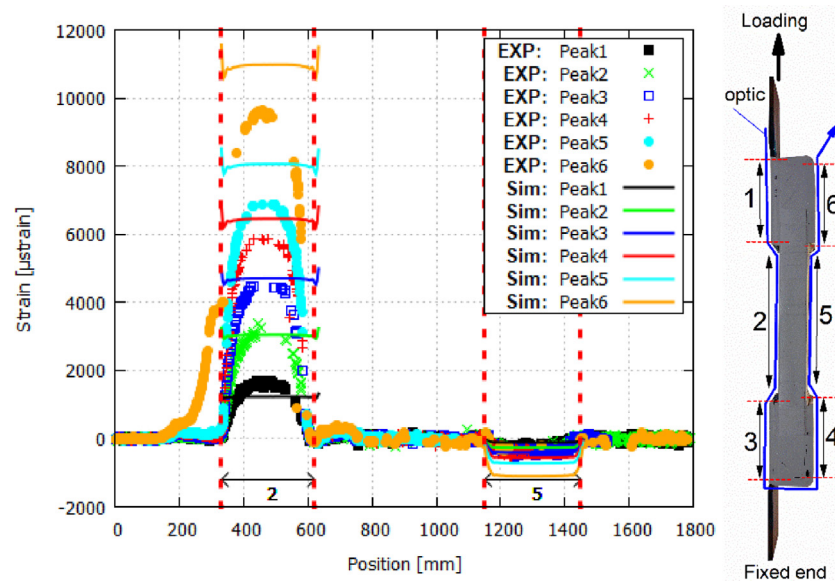 12000
10000
8000
6000
4000
2000
0
-2000
Strain [µstrain]
EXP: Peak1
EXP: Peak2
EXP: Peak3
EXP: Peak4
EXP: Peak5
EXP: Peak6
Sim: Peak1
Sim: Peak2
Sim: Peak3
Sim: Peak4
Sim: Peak5
Sim: Peak6
2
5
0 200 400 600 800 1000 1200 1400 1600 1800
Position [mm]
Loading
optic
1
6
2
5
3
4
Fixed end